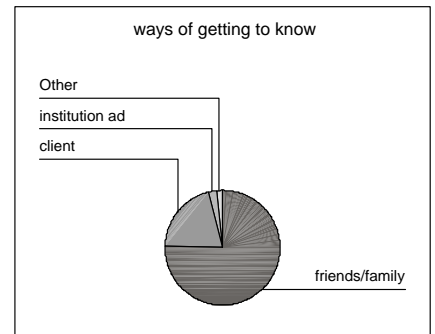 ways of getting to know
Other
institution ad
client
friends/family